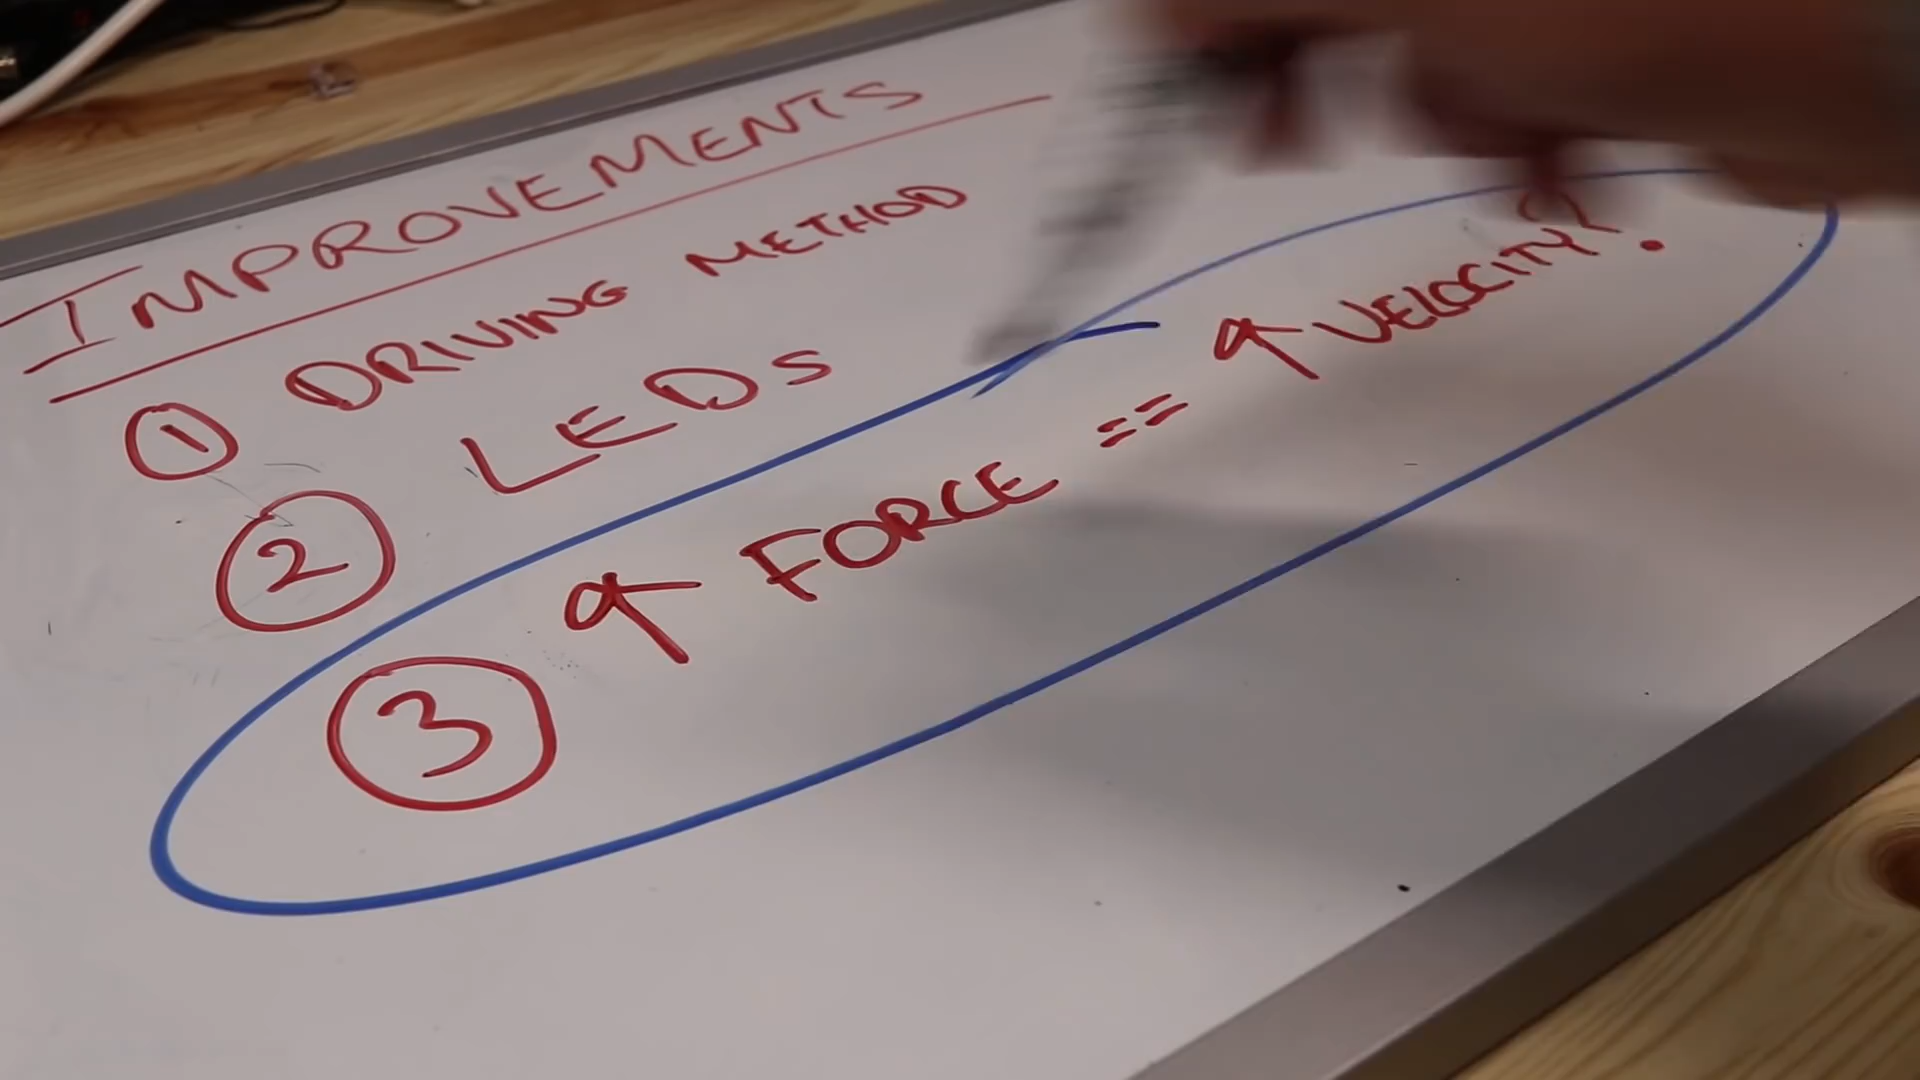 IMPROVEMENTS
① DRIVING METHOD
② LEDS
③ ↑ FORCE == ↑ VELOCITY?